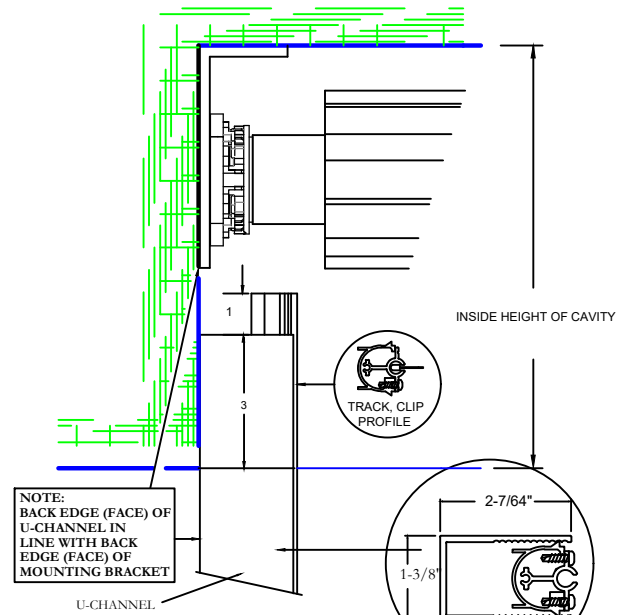 INSIDE HEIGHT OF CAVITY
1
3
TRACK, CLIP
PROFILE
NOTE:
BACK EDGE (FACE) OF
U-CHANNEL IN
LINE WITH BACK
EDGE (FACE) OF
MOUNTING BRACKET
2-7/64"
1-3/8"
U-CHANNEL